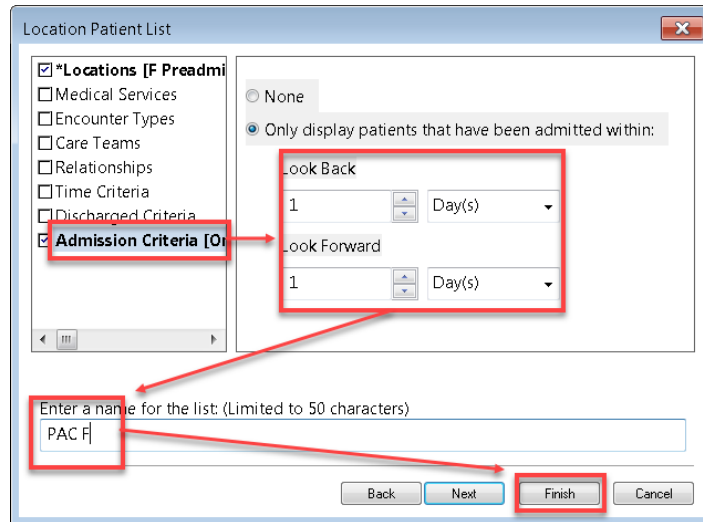 Location Patient List
*Locations [F Preadmi
Medical Services
Encounter Types
Care Teams
Relationships
Time Criteria
Discharged Criteria
Admission Criteria [Or
None
Only display patients that have been admitted within:
Look Back
1 Day(s)
Look Forward
1 Day(s)
Enter a name for the list: (Limited to 50 characters)
PAC F
Back Next Finish Cancel